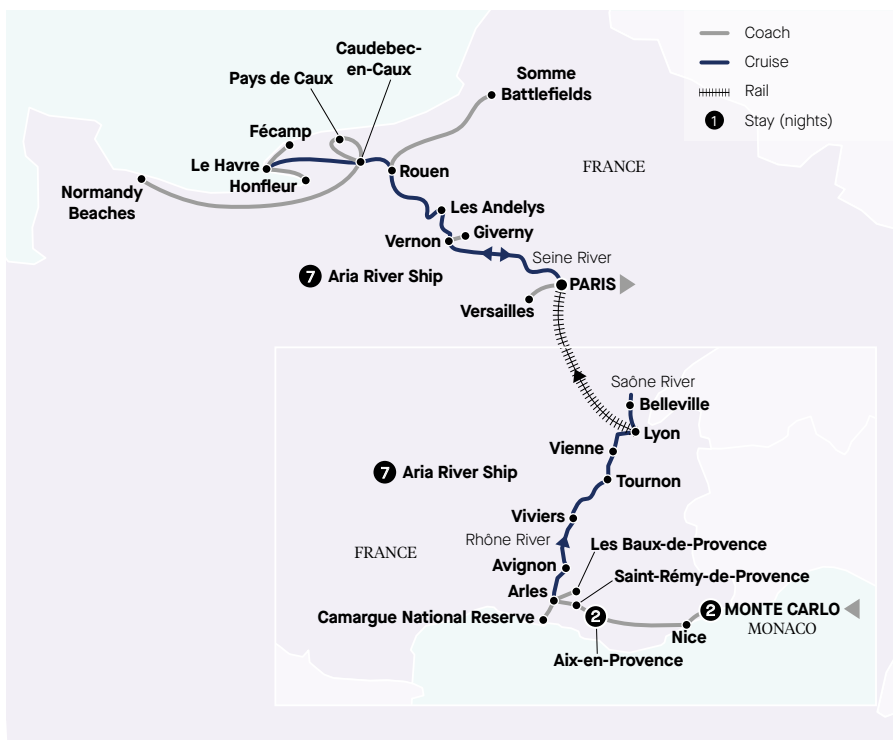 Coach
Cruise
Rail
1 Stay (nights)
Caudebec-
en-Caux
Pays de Caux
Somme
Battlefields
Fécamp
Le Havre
Honfleur
Rouen
FRANCE
Normandy
Beaches
Les Andelys
Giverny
Vernon
Seine River
7 Aria River Ship
PARIS
Versailles
Saône River
Belleville
Lyon
Vienne
7 Aria River Ship
Tournon
Viviers
Rhône River
FRANCE
Les Baux-de-Provence
Avignon
Saint-Rémy-de-Provence
Arles
Camargue National Reserve
2
2 MONTE CARLO
MONACO
Nice
Aix-en-Provence